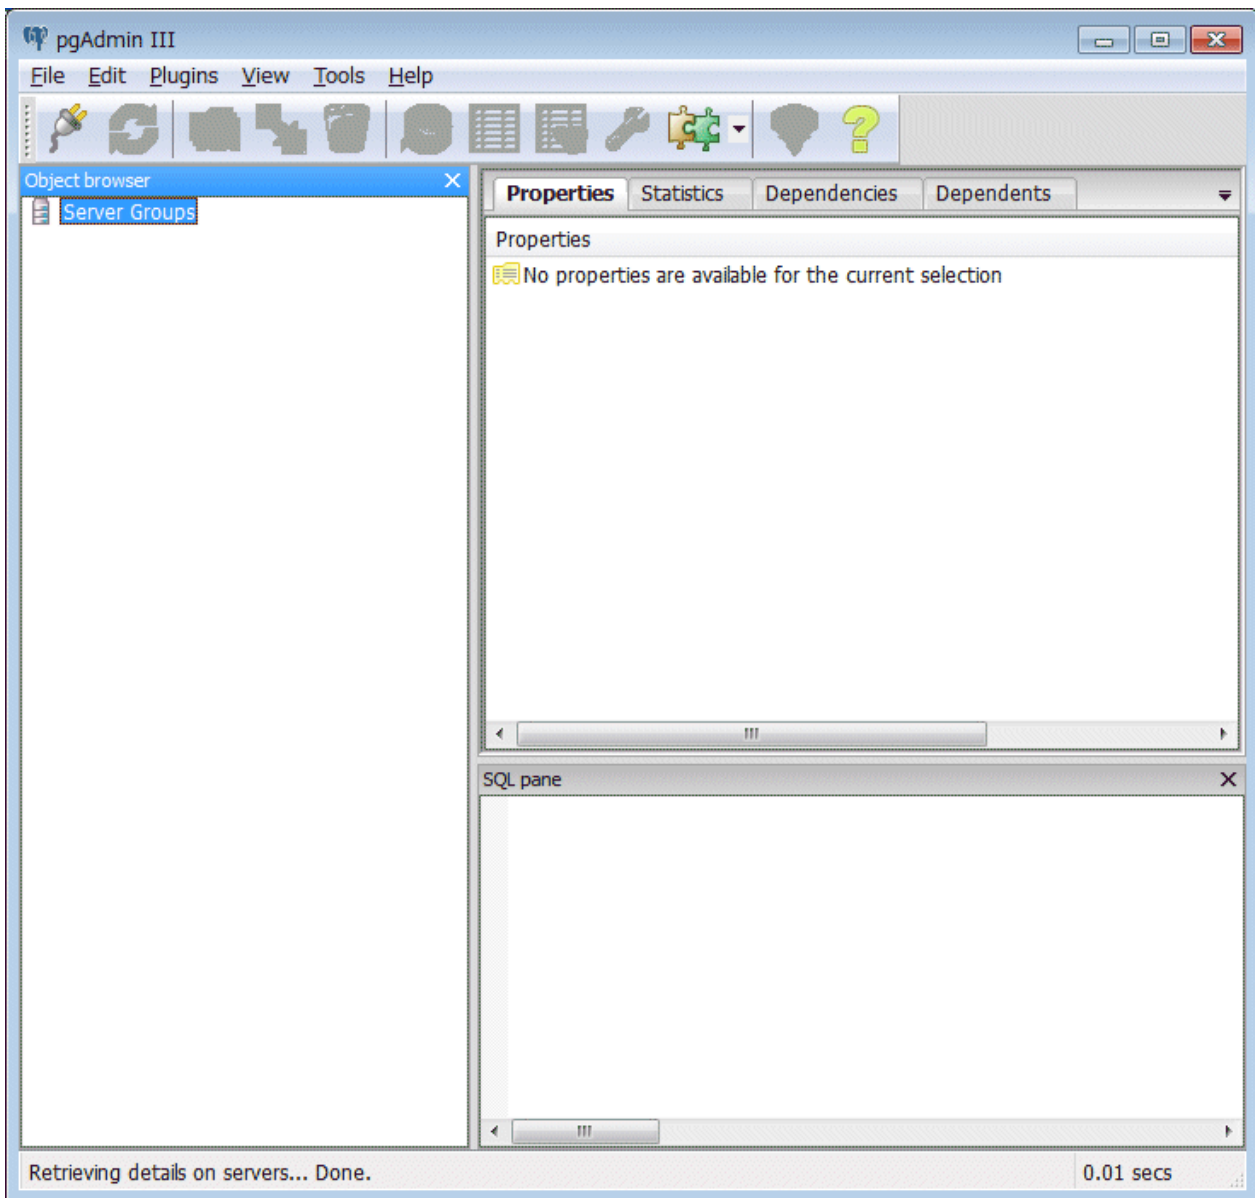 pgAdmin III
File Edit Plugins View Tools Help
Object browser
Server Groups
Properties Statistics Dependencies Dependents
Properties
No properties are available for the current selection
SQL pane
Retrieving details on servers... Done.
0.01 secs